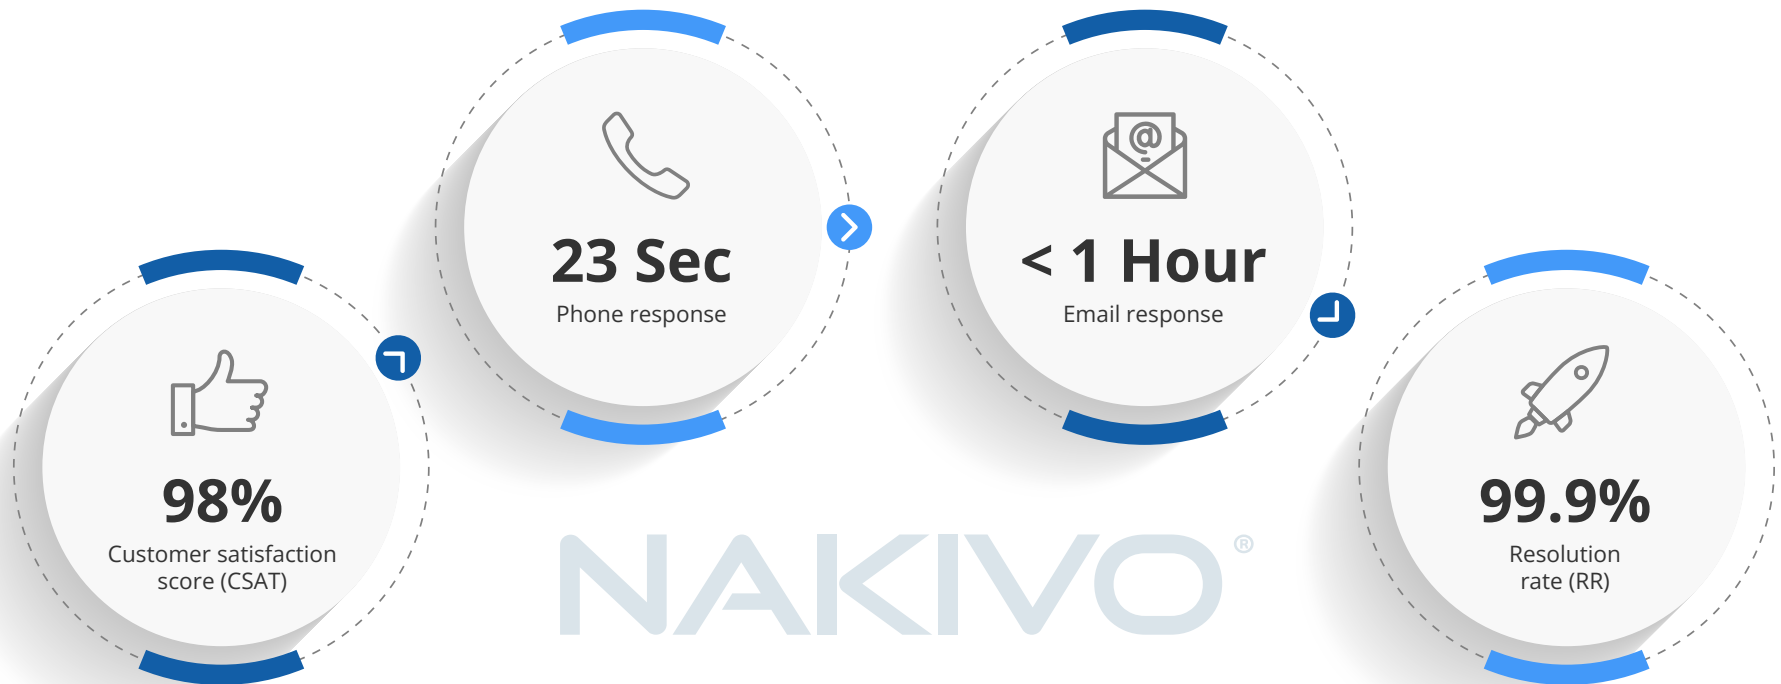 98%
Customer satisfaction
score (CSAT)
23 Sec
Phone response
@
< 1 Hour
Email response
99.9%
Resolution
rate (RR)
NAKIVO®